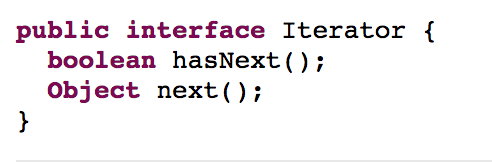 public interface Iterator {
  boolean hasNext();
  Object next();
}